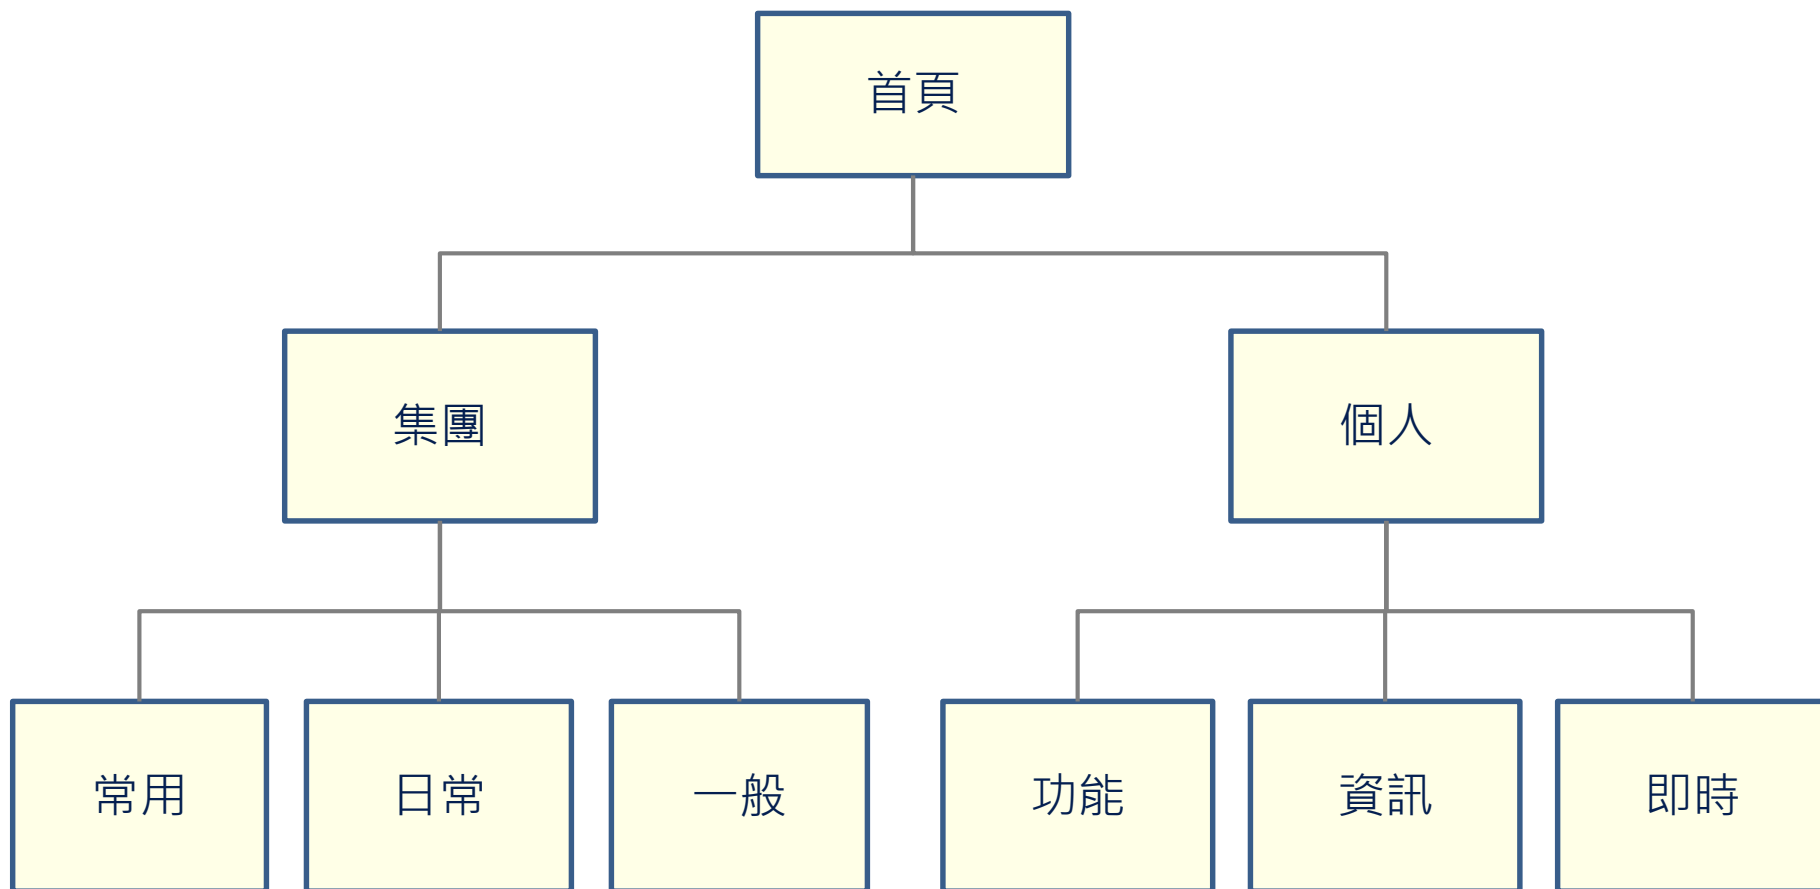 首頁
集團
個人
常用
日常
一般
功能
資訊
即時